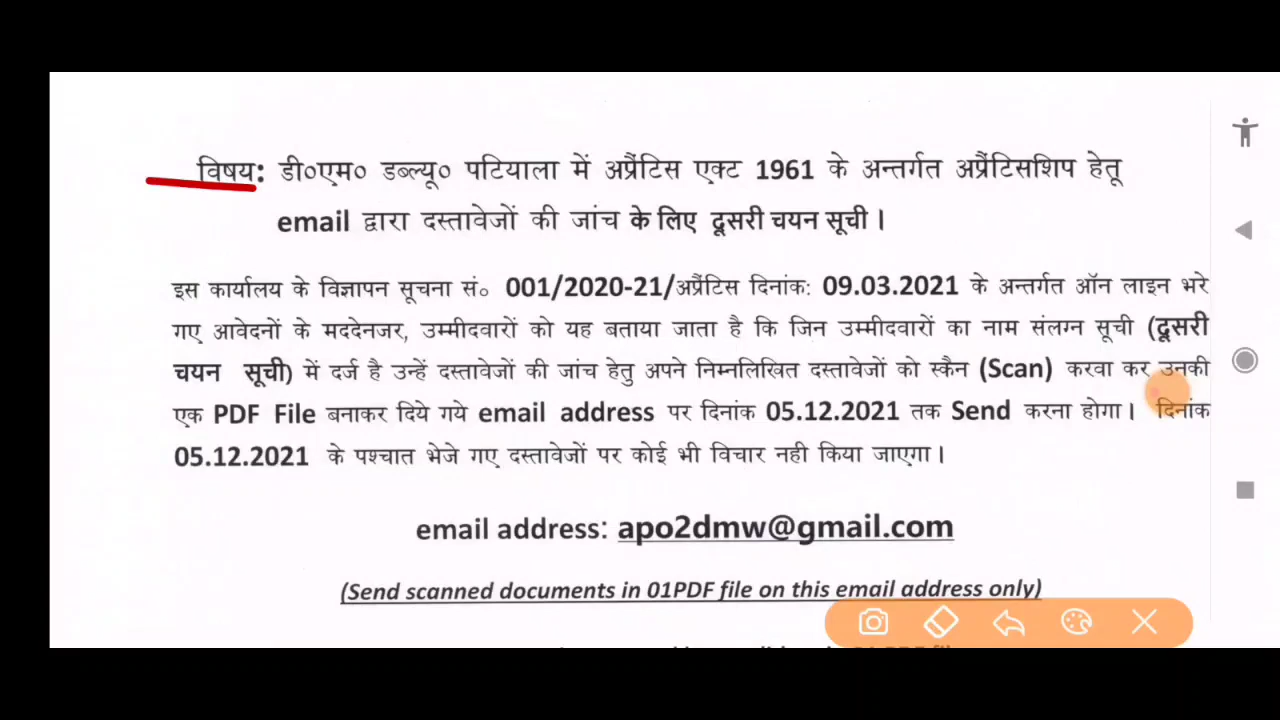 विषय: डी०एम० डब्ल्यू० पटियाला में अप्रैंटिस एक्ट 1961 के अन्तर्गत अप्रैंटिसशिप हेतू
email द्वारा दस्तावेजों की जांच के लिए दूसरी चयन सूची।
इस कार्यालय के विज्ञापन सूचना सं० 001/2020-21/अप्रैंटिस दिनांक: 09.03.2021 के अन्तर्गत ऑन लाइन भरे
गए आवेदनों के मददेनजर, उम्मीदवारों को यह बताया जाता है कि जिन उम्मीदवारों का नाम संलग्न सूची (दूसरी
चयन सूची) में दर्ज है उन्हें दस्तावेजों की जांच हेतु अपने निम्नलिखित दस्तावेजों को स्कैन (Scan) करवा कर उनकी
एक PDF File बनाकर दिये गये email address पर दिनांक 05.12.2021 तक Send करना होगा। दिनांक
05.12.2021 के पश्चात भेजे गए दस्तावेजों पर कोई भी विचार नही किया जाएगा।
email address: apo2dmw@gmail.com
(Send scanned documents in 01PDF file on this email address only)